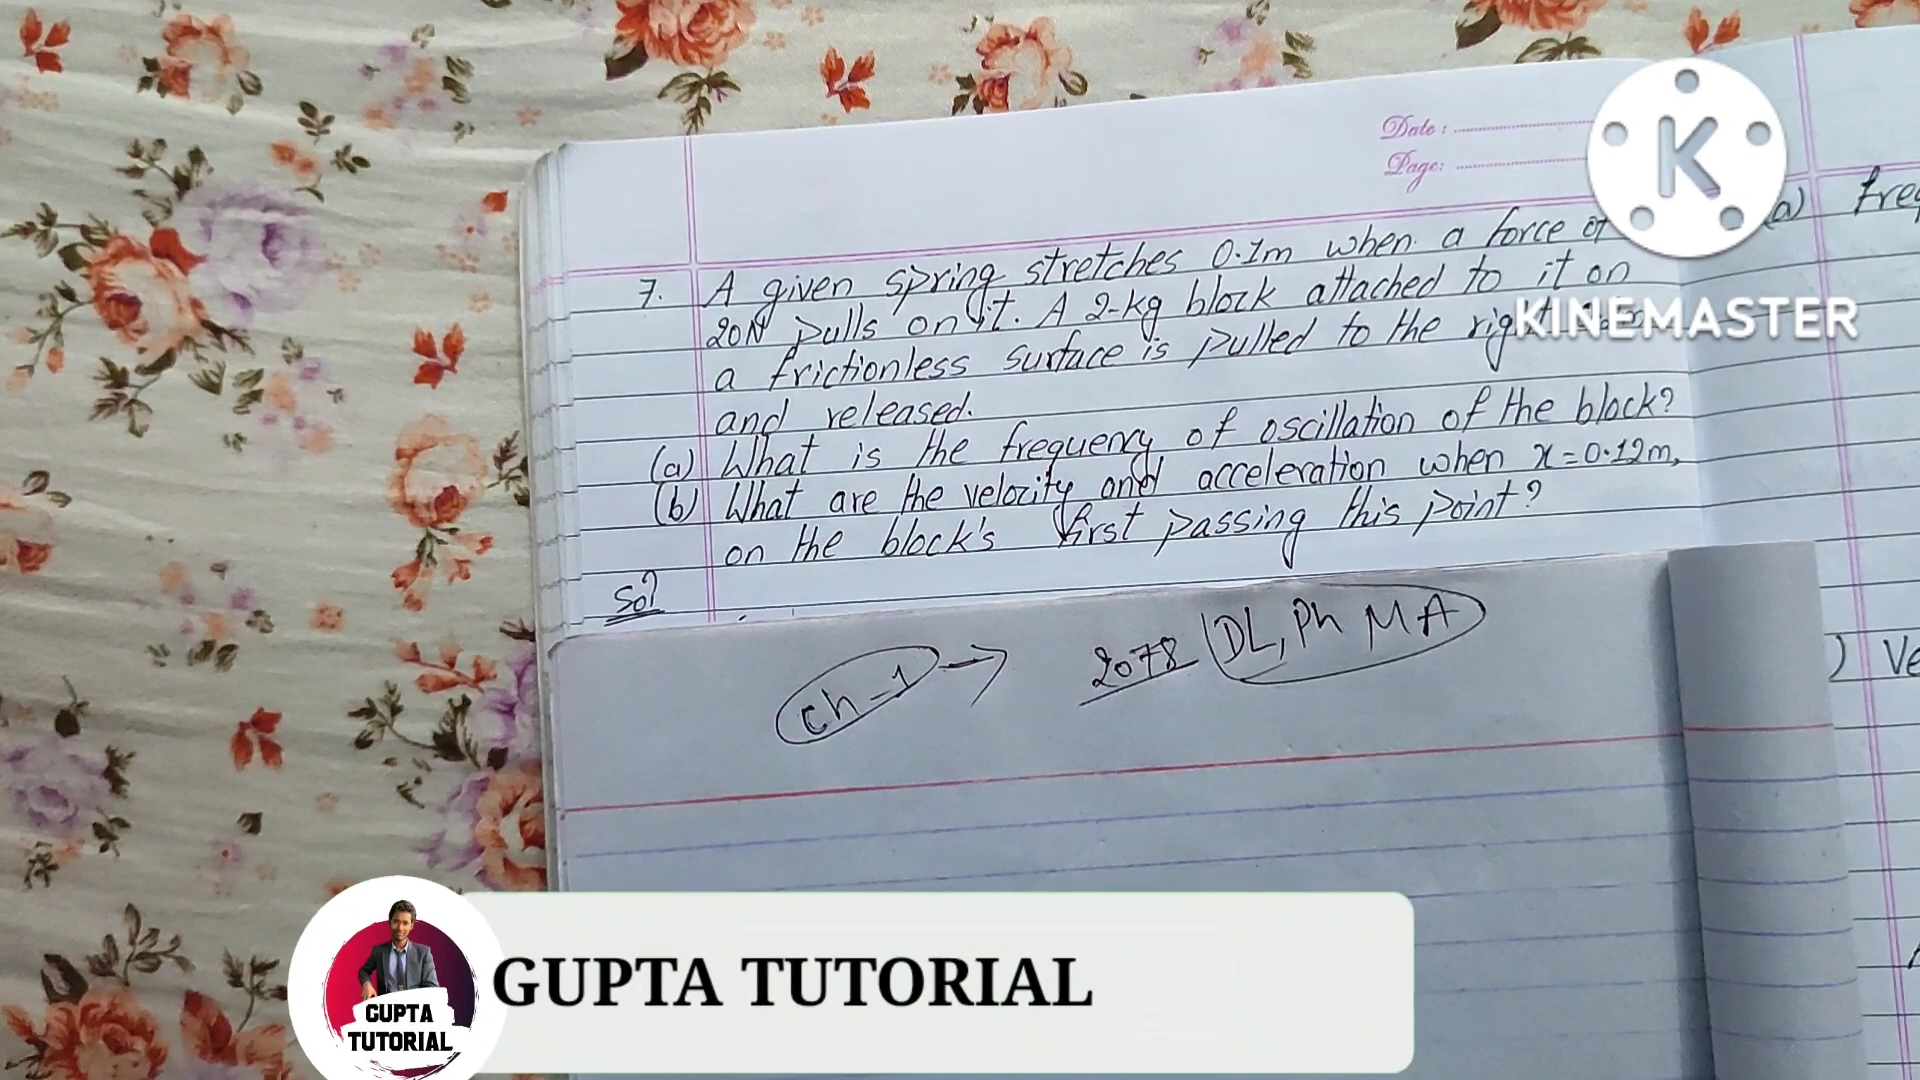 Date:
Page:
7. A given spring stretches 0.1m when a force of
20N pulls on it. A 2-kg block attached to it on
a frictionless surface is pulled to the right
and released.
(a) What is the frequency of oscillation of the block?
(b) What are the velocity and acceleration when x=0.12m,
on the block's first passing this point?
Sol
Ch-1 → 2078 DL, Ph M A
(a)
) Ve
K
KINEMASTER
GUPTA TUTORIAL
GUPTA
TUTORIAL